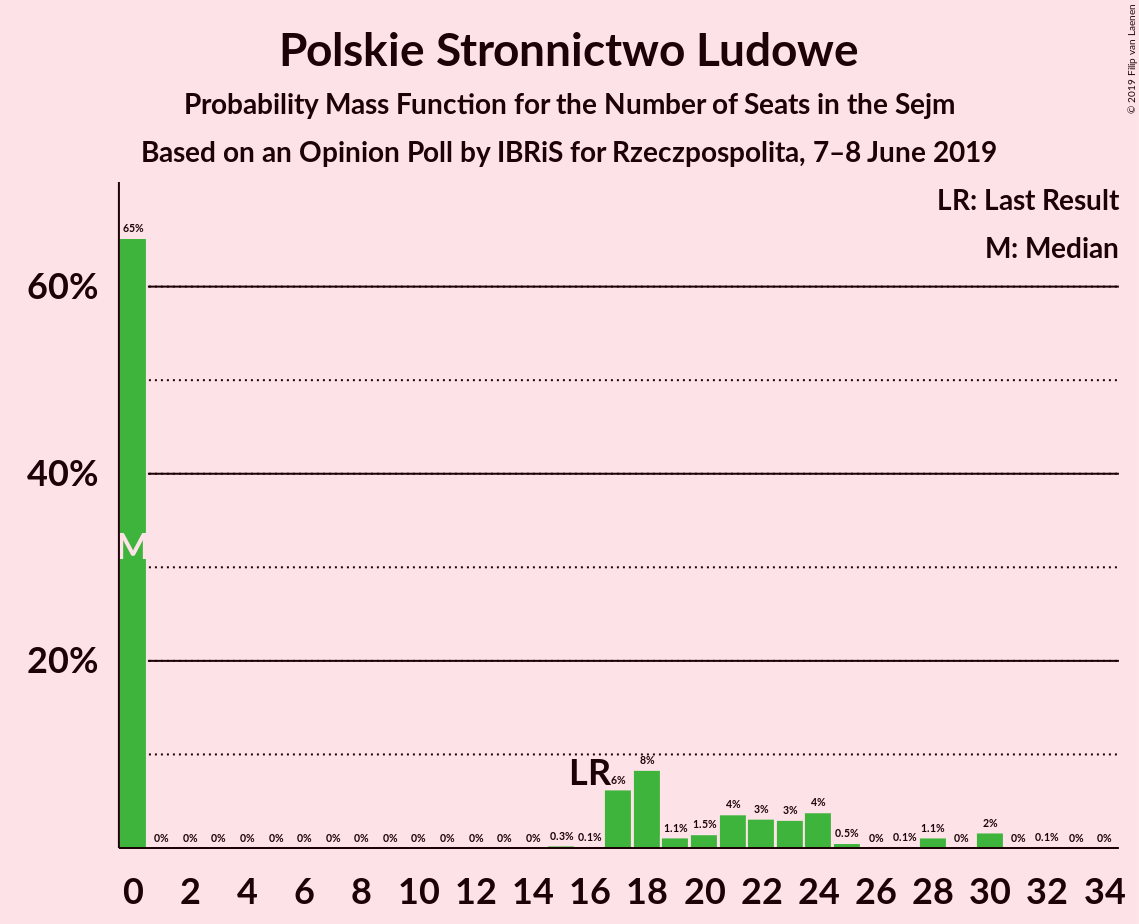 Polskie Stronnictwo Ludowe
Probability Mass Function for the Number of Seats in the Sejm
Based on an Opinion Poll by IBRiS for Rzeczpospolita, 7–8 June 2019
© 2019 Filip van Laenen
LR: Last Result
M: Median
60%
40%
20%
65% 0% 0% 0% 0% 0% 0% 0% 0% 0% 0% 0% 0% 0% 0% 0.3% 0.1% 6% 8% 1.1% 1.5% 4% 3% 3% 4% 0.5% 0% 0.1% 1.1% 0% 2% 0% 0.1% 0% 0%
M
LR
0 2 4 6 8 10 12 14 16 18 20 22 24 26 28 30 32 34